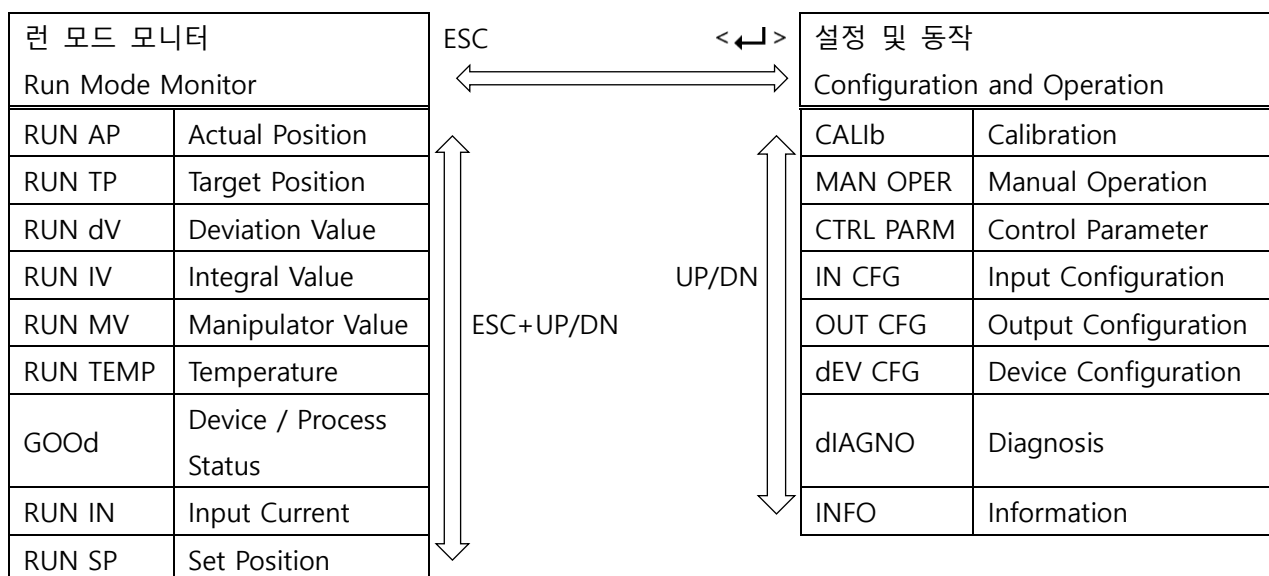 런 모드 모니터
Run Mode Monitor
ESC
< ↵ >
설정 및 동작
Configuration and Operation
RUN AP Actual Position
RUN TP Target Position
RUN dV Deviation Value
RUN IV Integral Value
RUN MV Manipulator Value
RUN TEMP Temperature
GOOd Device / Process
Status
RUN IN Input Current
RUN SP Set Position
ESC+UP/DN
UP/DN
CALIb Calibration
MAN OPER Manual Operation
CTRL PARM Control Parameter
IN CFG Input Configuration
OUT CFG Output Configuration
dEV CFG Device Configuration
dIAGNO Diagnosis
INFO Information